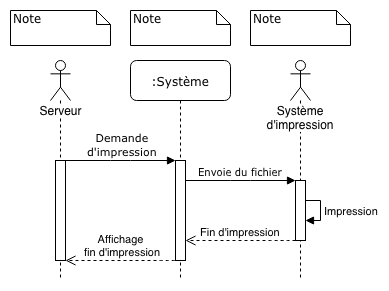 Note
Note
Note
:Système
Serveur
Système
d'impression
Demande
d'impression
Envoie du fichier
Impression
Fin d'impression
Affichage
fin d'impression